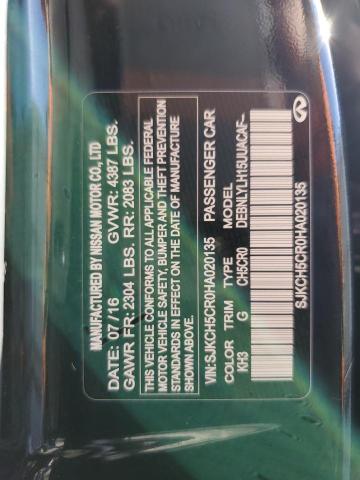 MANUFACTURED BY NISSAN MOTOR CO., LTD
DATE: 07/16 GVWR: 4387 LBS.
GAWR FR: 2304 LBS. RR: 2083 LBS.
THIS VEHICLE CONFORMS TO ALL APPLICABLE FEDERAL
MOTOR VEHICLE SAFETY, BUMPER AND THEFT PREVENTION
STANDARDS IN EFFECT ON THE DATE OF MANUFACTURE
SHOWN ABOVE.
VIN:SJKCH5CR0HA020135 PASSENGER CAR
COLOR TRIM TYPE MODEL
KH3 G CH5CR0 DEBNLYLH15UUACAF--
SJKCH5CR0HA020135